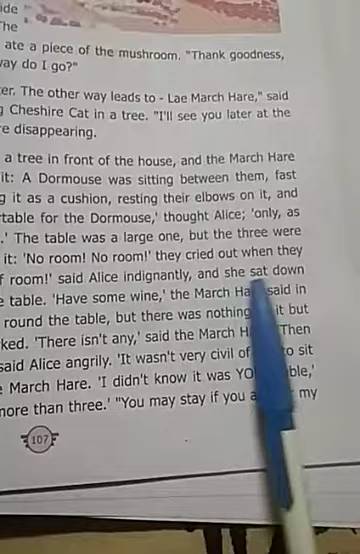 ide
The
ate a piece of the mushroom. "Thank goodness,
way do I go?"
er. The other way leads to - Lae March Hare," said
g Cheshire Cat in a tree. "I'll see you later at the
re disappearing.
a tree in front of the house, and the March Hare
it: A Dormouse was sitting between them, fast
g it as a cushion, resting their elbows on it, and
table for the Dormouse,' thought Alice; 'only, as
.' The table was a large one, but the three were
it: 'No room! No room!' they cried out when they
f room!' said Alice indignantly, and she sat down
e table. 'Have some wine,' the March Ha said in
round the table, but there was nothing it but
ked. 'There isn't any,' said the March H Then
said Alice angrily. 'It wasn't very civil of to sit
e March Hare. 'I didn't know it was YO ble,'
more than three.' "You may stay if you a my
107